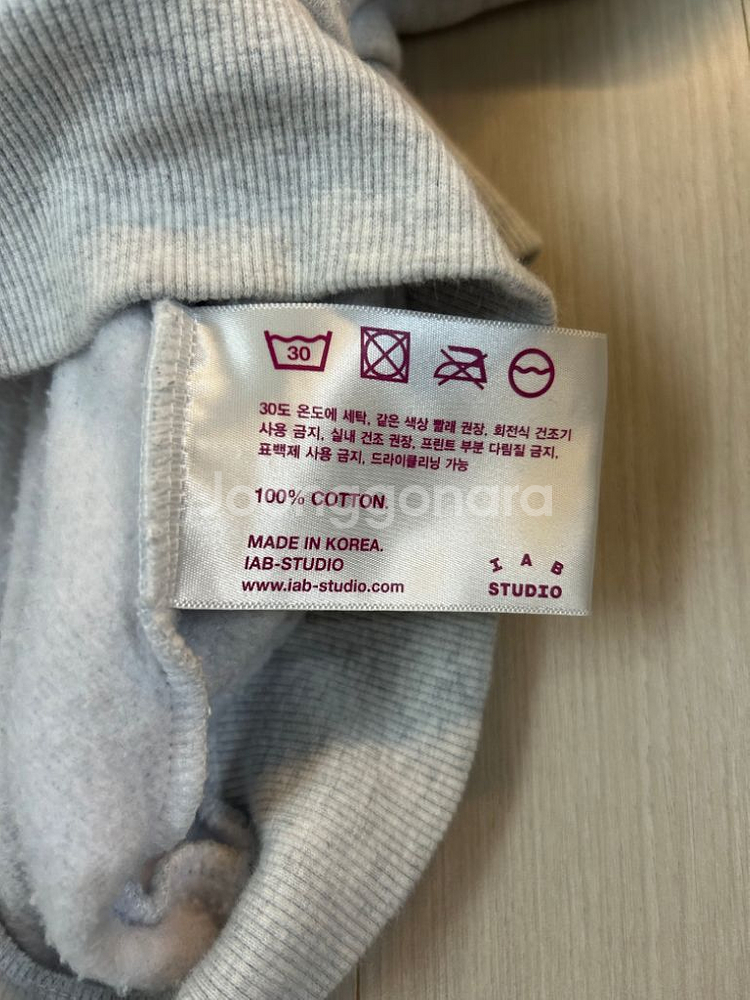 30
30도 온도에 세탁, 같은 색상 빨래 권장, 회전식 건조기
사용 금지, 실내 건조 권장, 프린트 부분 다림질 금지,
표백제 사용 금지, 드라이클리닝 가능
100% COTTON.
Joonggonara
MADE IN KOREA.
IAB-STUDIO
www.iab-studio.com
IAB
STUDIO